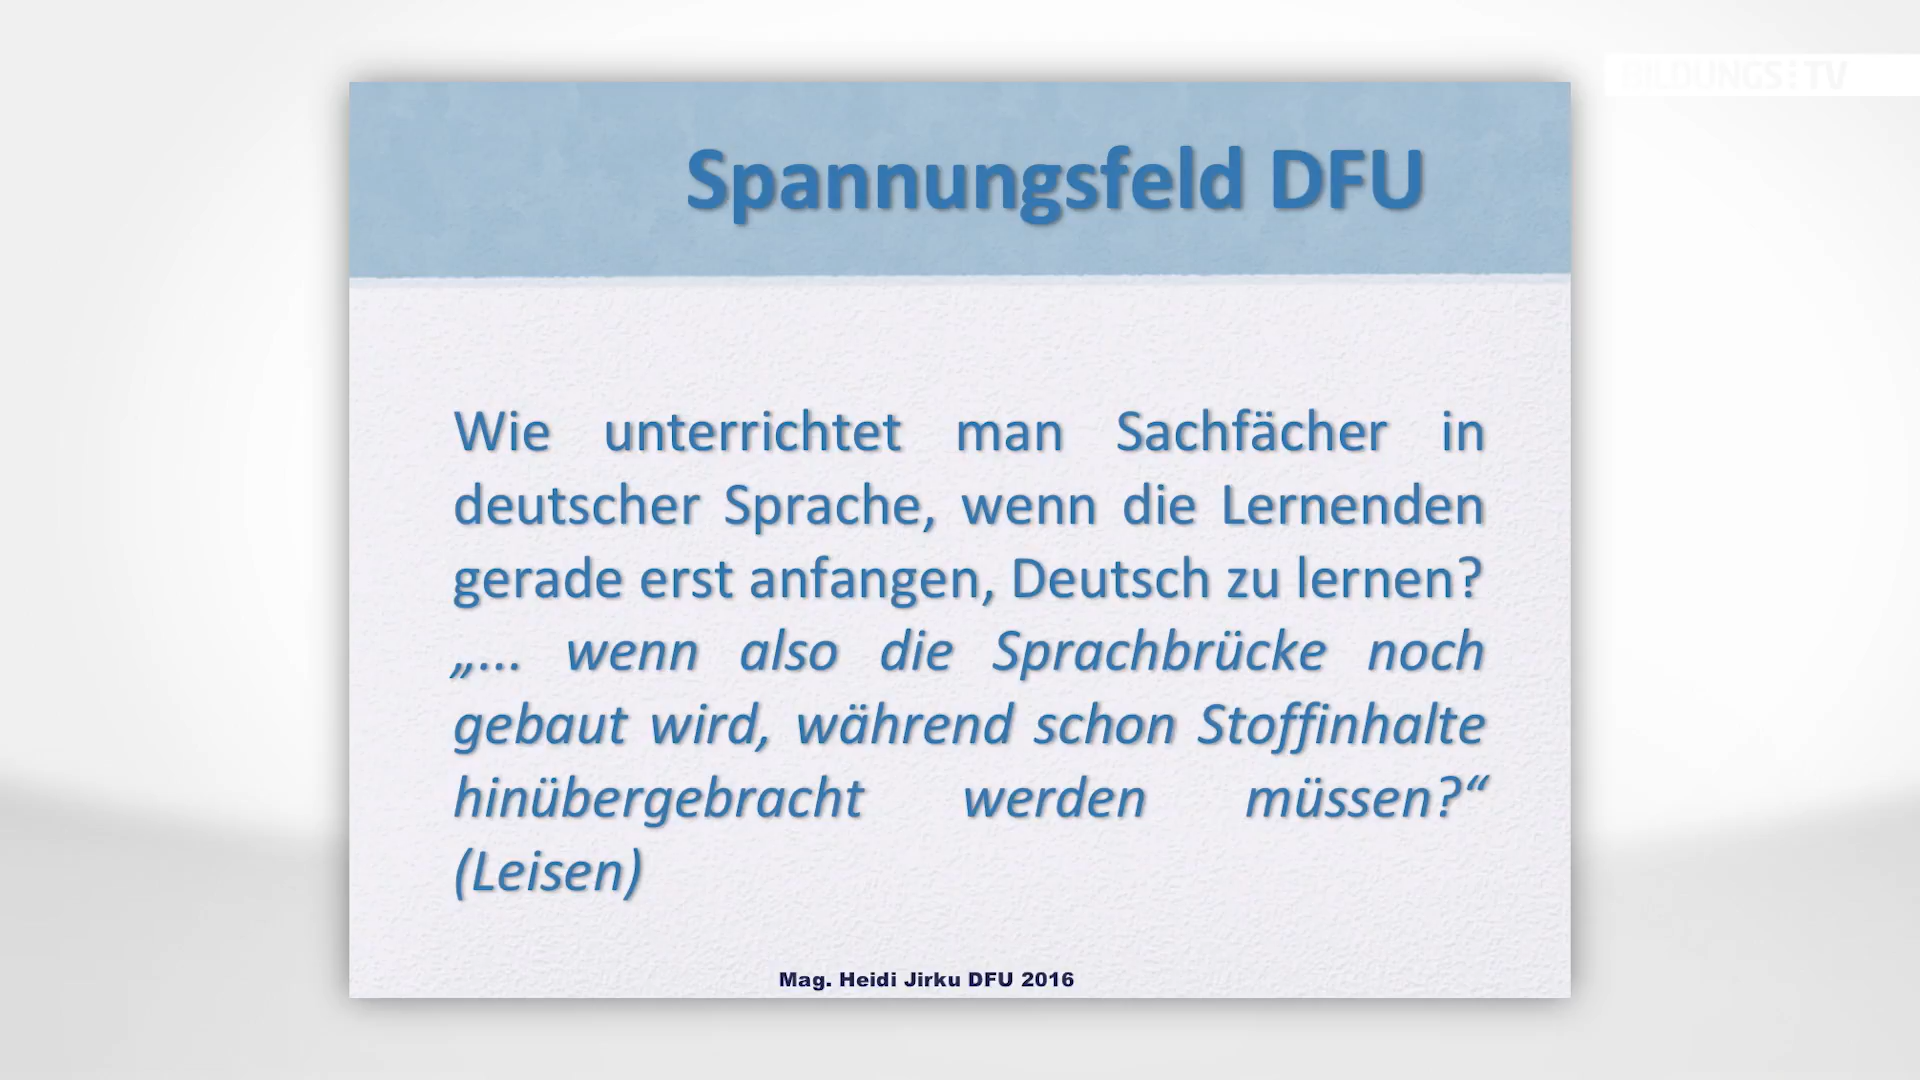 BILDUNGS TV
Spannungsfeld DFU
Wie unterrichtet man Sachfächer in
deutscher Sprache, wenn die Lernenden
gerade erst anfangen, Deutsch zu lernen?
„... wenn also die Sprachbrücke noch
gebaut wird, während schon Stoffinhalte
hinübergebracht werden müssen?“
(Leisen)
Mag. Heidi Jirku DFU 2016